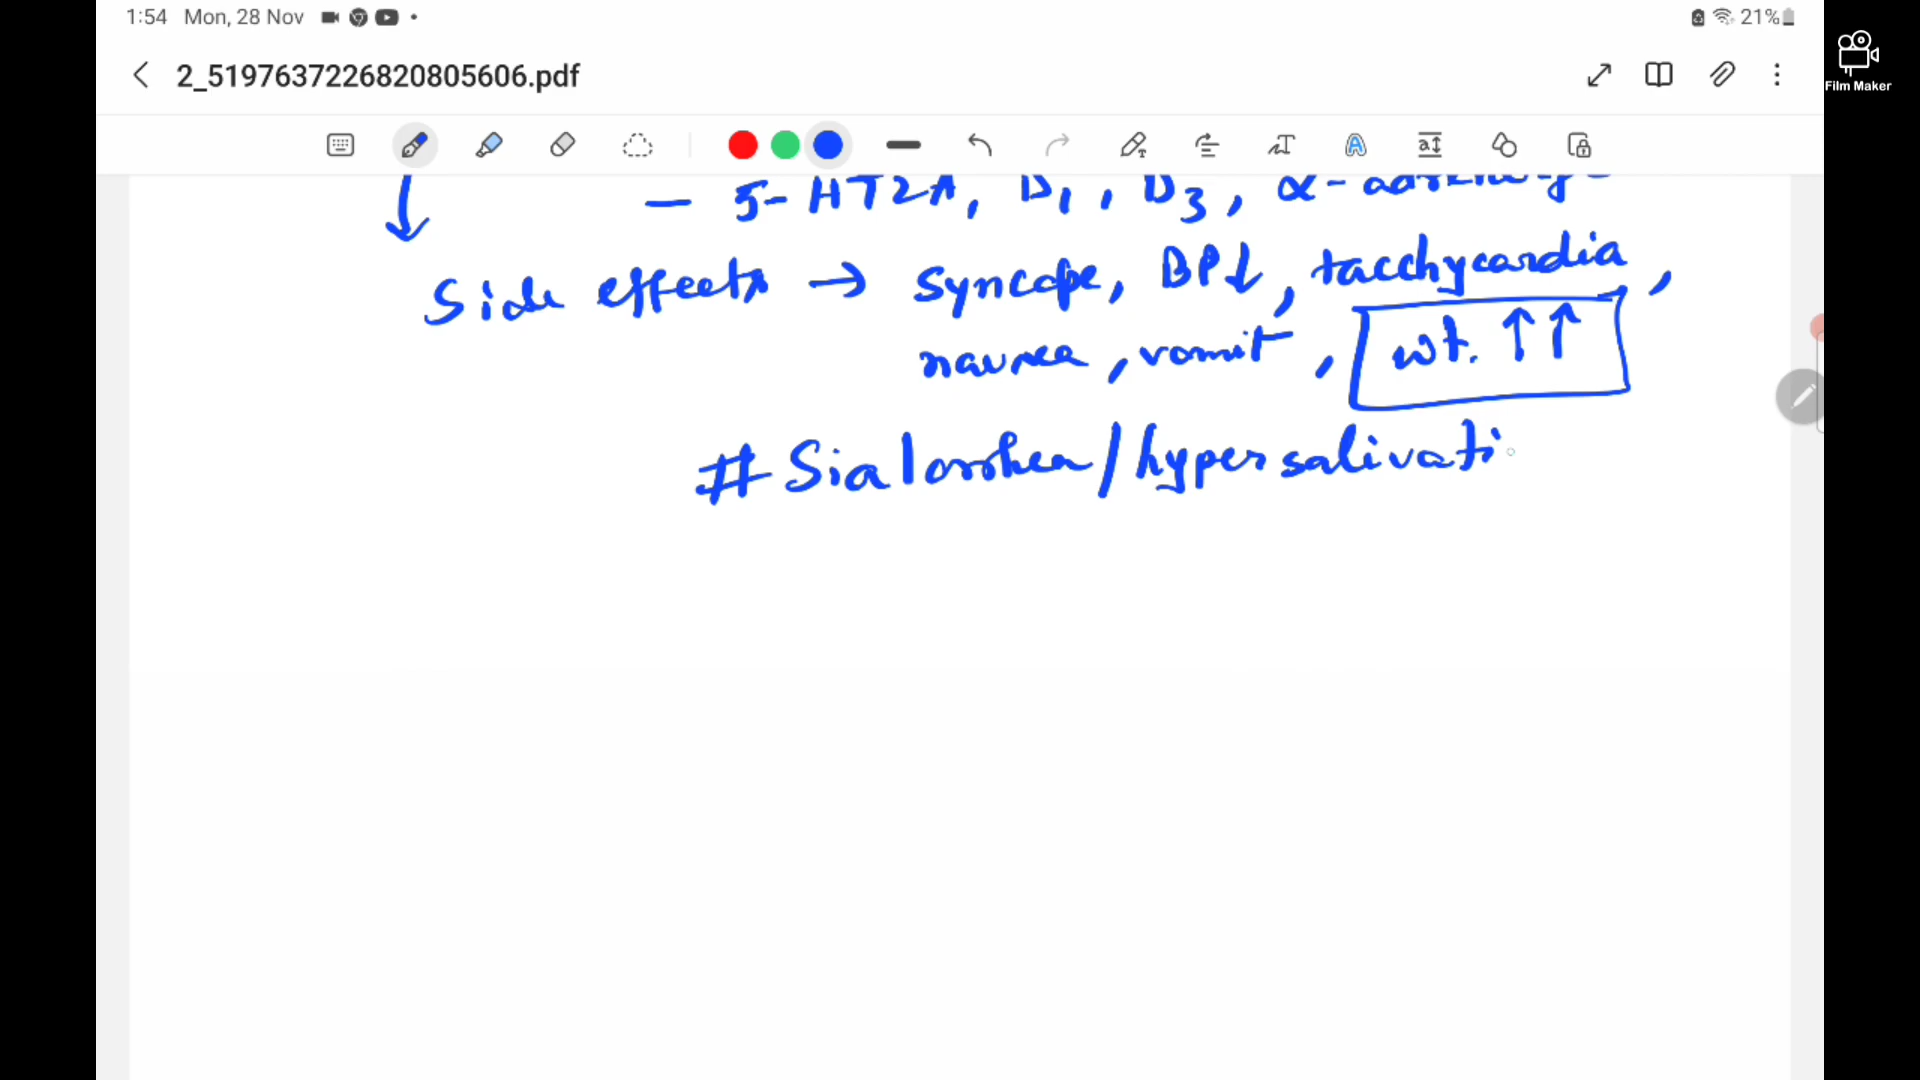 1:54 Mon, 28 Nov 21%
Film Maker
2_5197637226820805606.pdf
— 5-HT2A, D1, D3, α-
Side effects → syncope, BP↓, tacchycardia,
nausea, vomit, wt. ↑↑
# Sialorrhea/hypersalivati